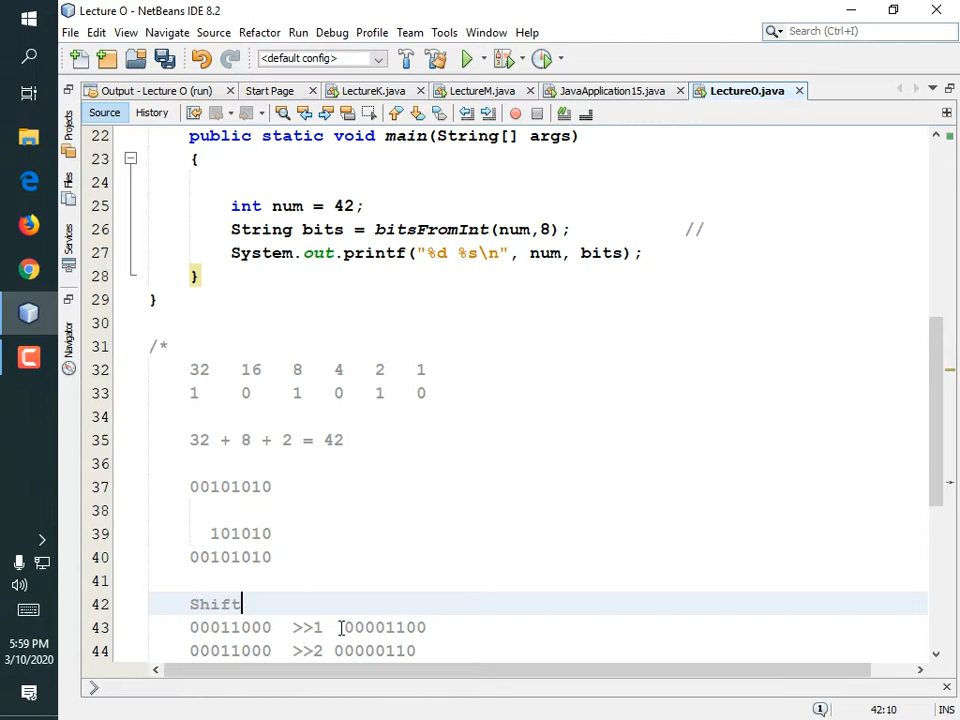 Lecture O - NetBeans IDE 8.2
File Edit View Navigate Source Refactor Run Debug Profile Team Tools Window Help
Search (Ctrl+I)
<default config>
Output - Lecture O (run) Start Page LectureK.java LectureM.java JavaApplication15.java LectureO.java
Source History
Projects
Files
Services
Navigator
22 public static void main(String[] args)
23 {
24
25 int num = 42;
26 String bits = bitsFromInt(num,8); //
27 System.out.printf("%d %s\n", num, bits);
28 }
29 }
30
31 /*
32 32 16 8 4 2 1
33 1 0 1 0 1 0
34
35 32 + 8 + 2 = 42
36
37 00101010
38
39 101010
40 00101010
41
42 Shift
43 00011000 >>1 00001100
44 00011000 >>2 00000110
5:59 PM
3/10/2020
1 42:10 INS